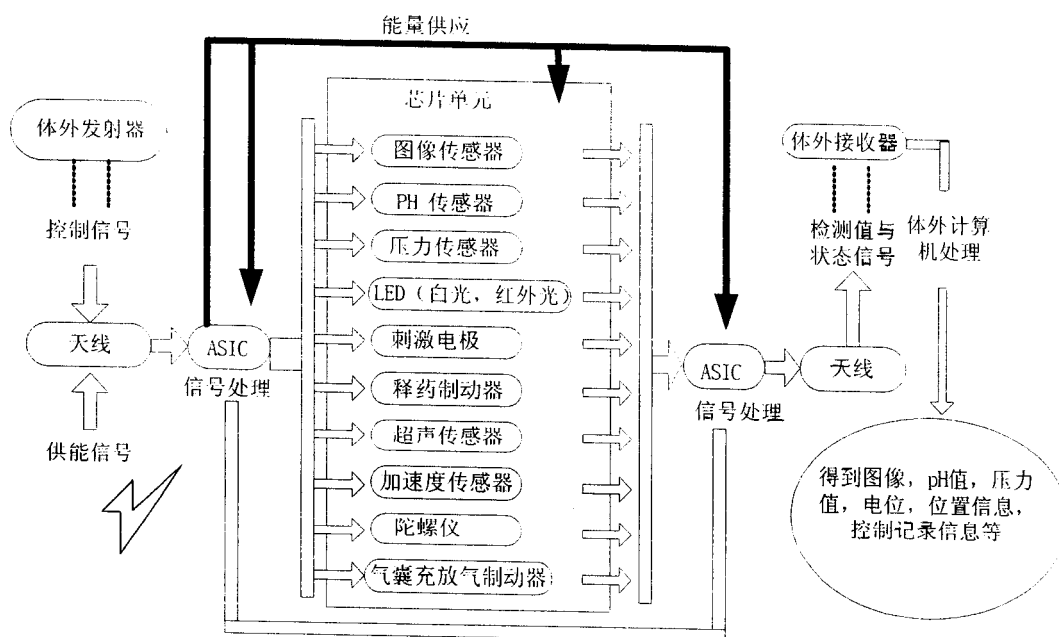 能量供应
芯片单元
体外发射器
控制信号
天线
供能信号
ASIC
信号处理
图像传感器
PH 传感器
压力传感器
LED（白光，红外光）
刺激电极
释药制动器
超声传感器
加速度传感器
陀螺仪
气囊充放气制动器
ASIC
信号处理
天线
检测值与
状态信号
体外接收器
体外计算
机处理
得到图像，pH值，压力
值，电位，位置信息，
控制记录信息等